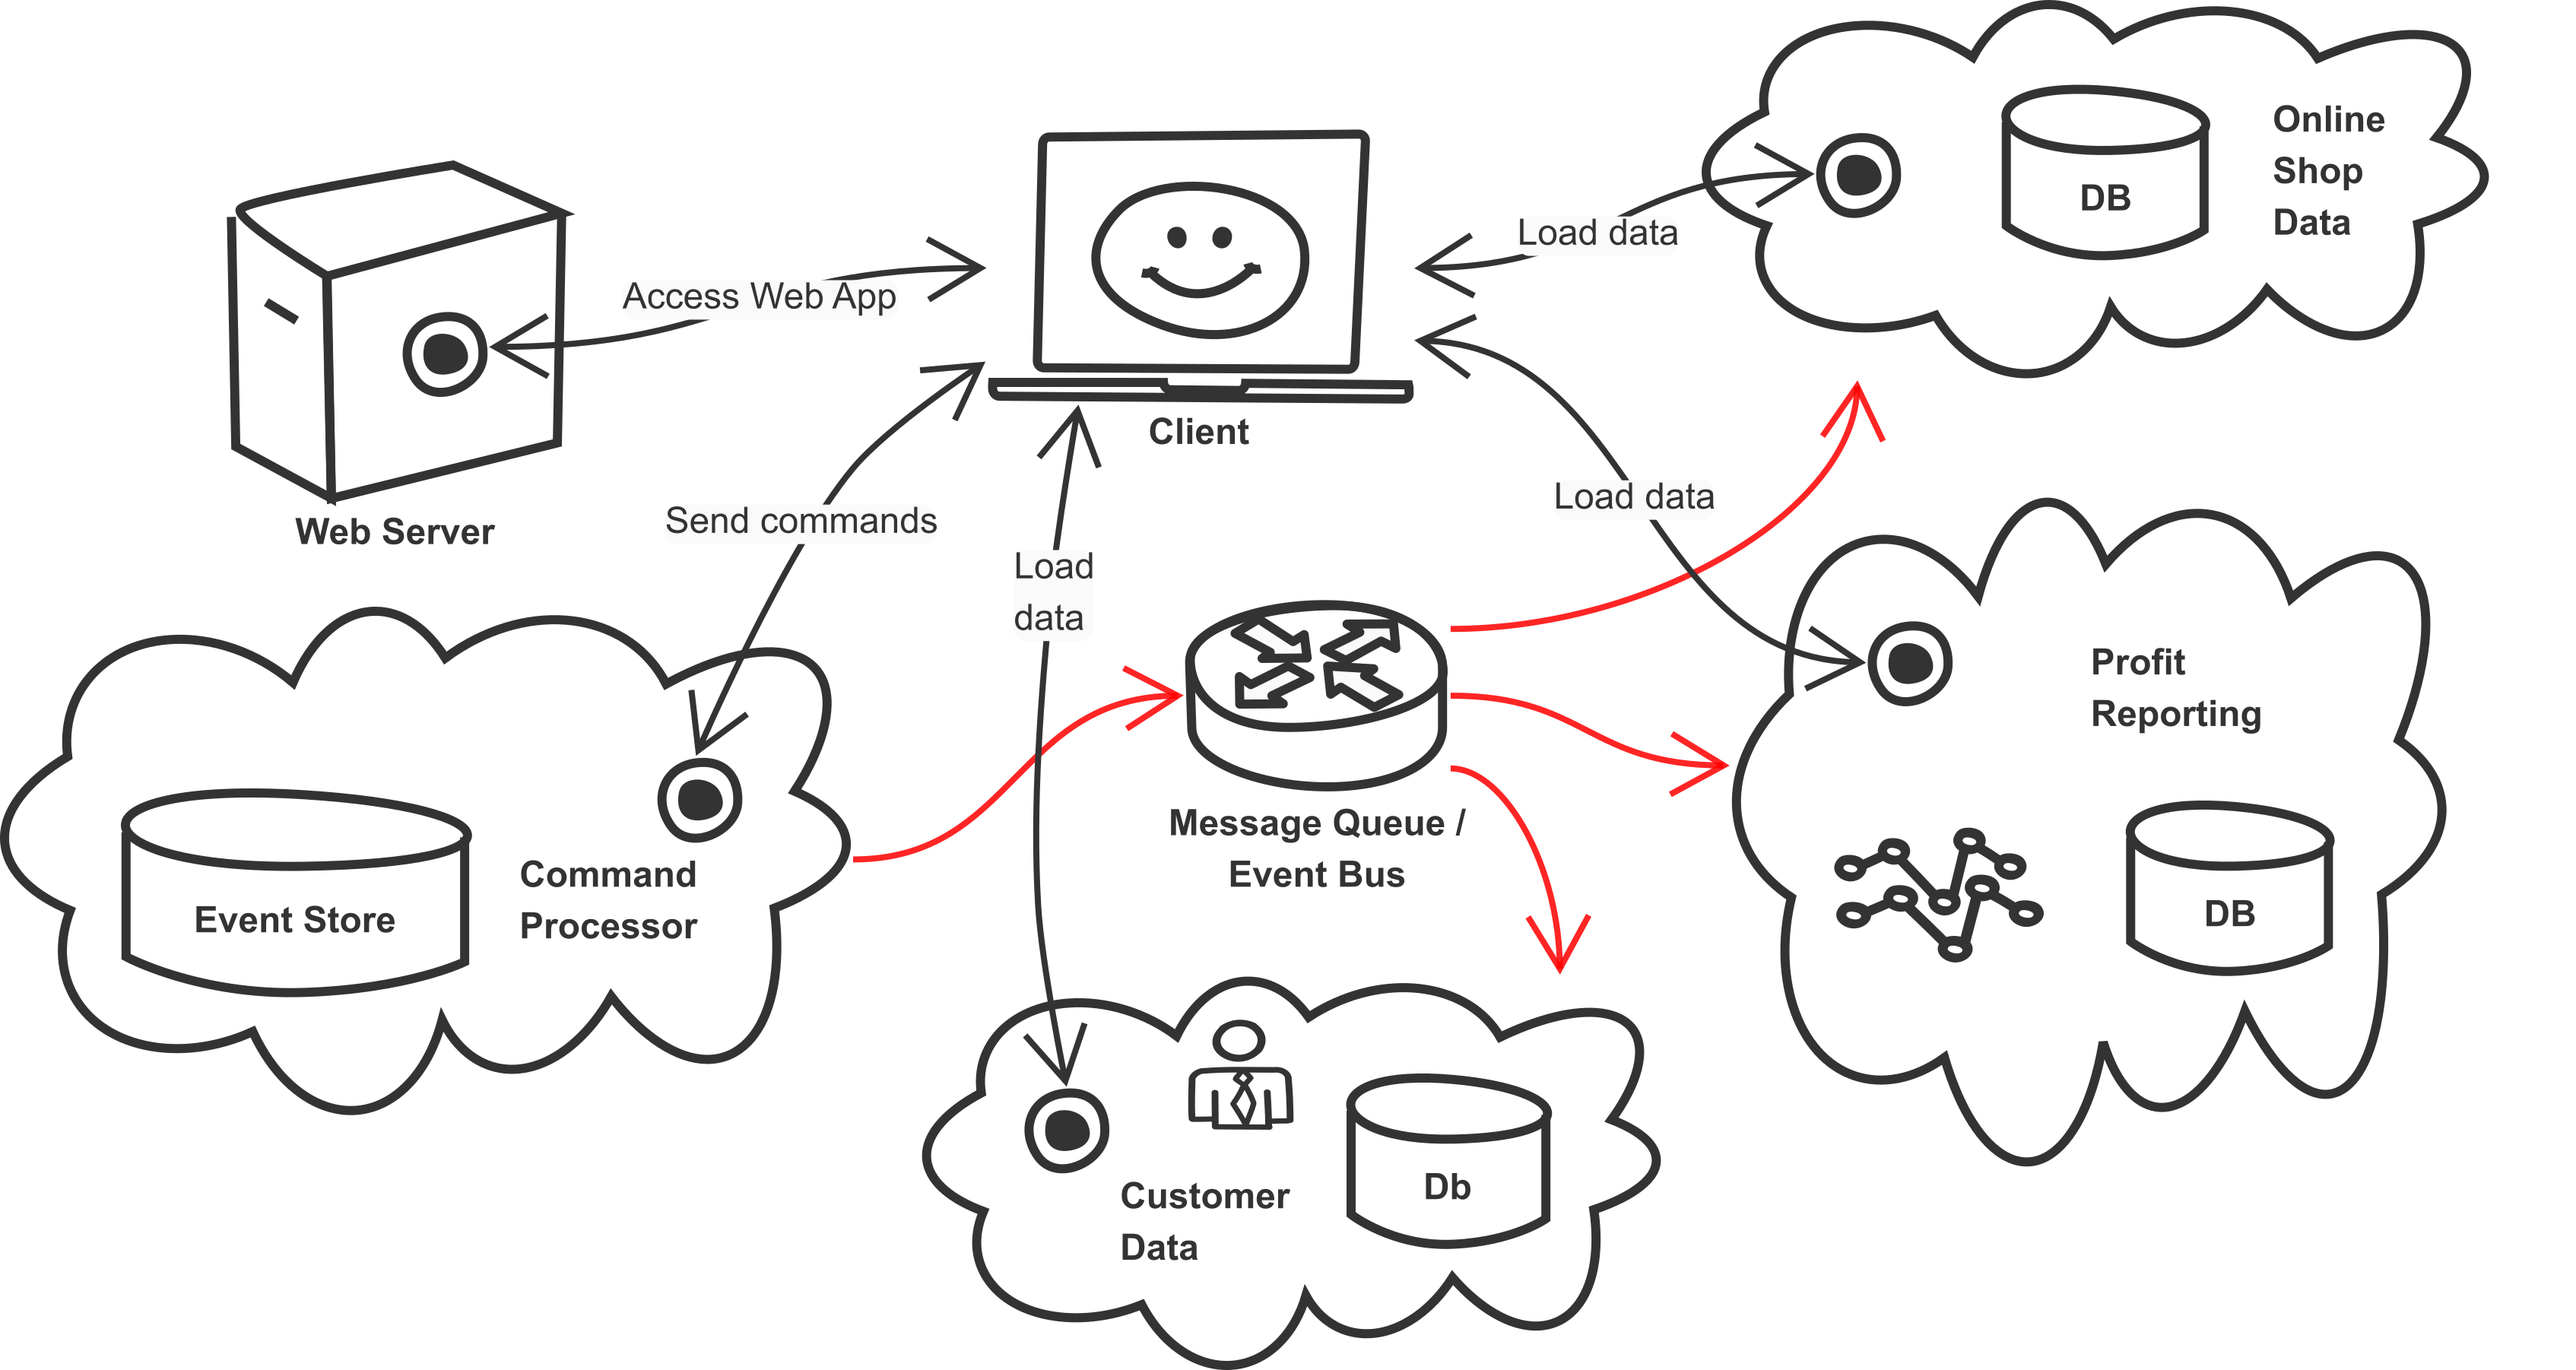 Online
Shop
Data
DB
Load data
Access Web App
Client
Web Server
Send commands
Load data
Load
data
Profit
Reporting
Message Queue /
Event Bus
Command
Processor
Event Store
DB
Customer
Data
Db